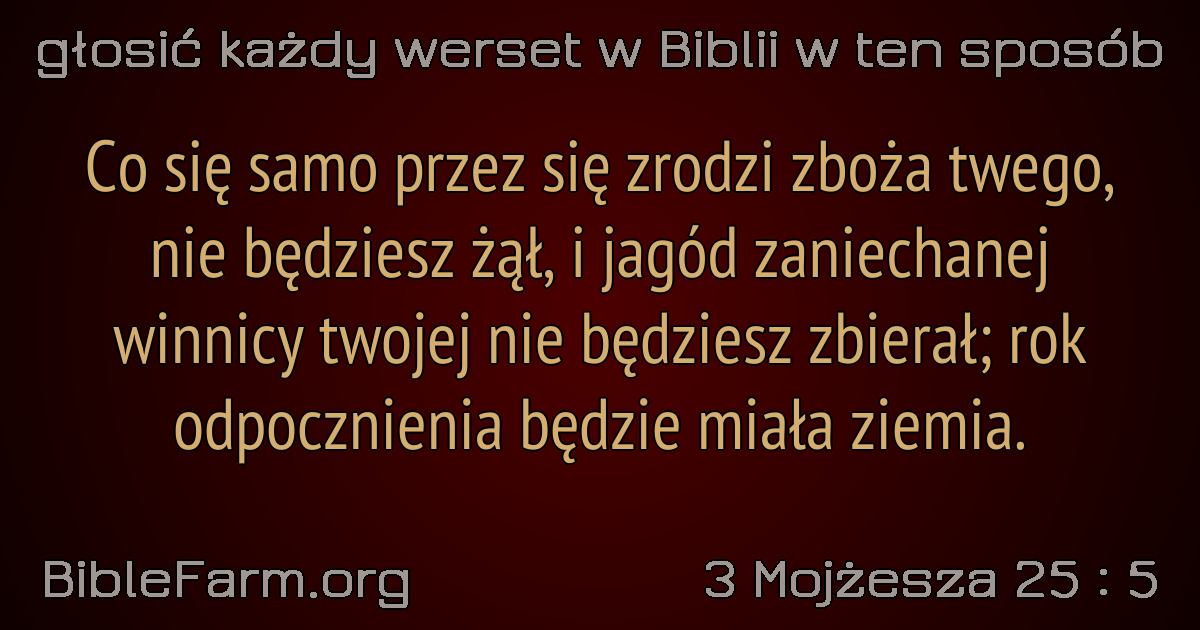 głosić każdy werset w Biblii w ten sposób
Co się samo przez się zrodzi zboża twego,
nie będziesz żął, i jagód zaniechanej
winnicy twojej nie będziesz zbierał; rok
odpocznienia będzie miała ziemia.
BibleFarm.org
3 Mojżesza 25 : 5